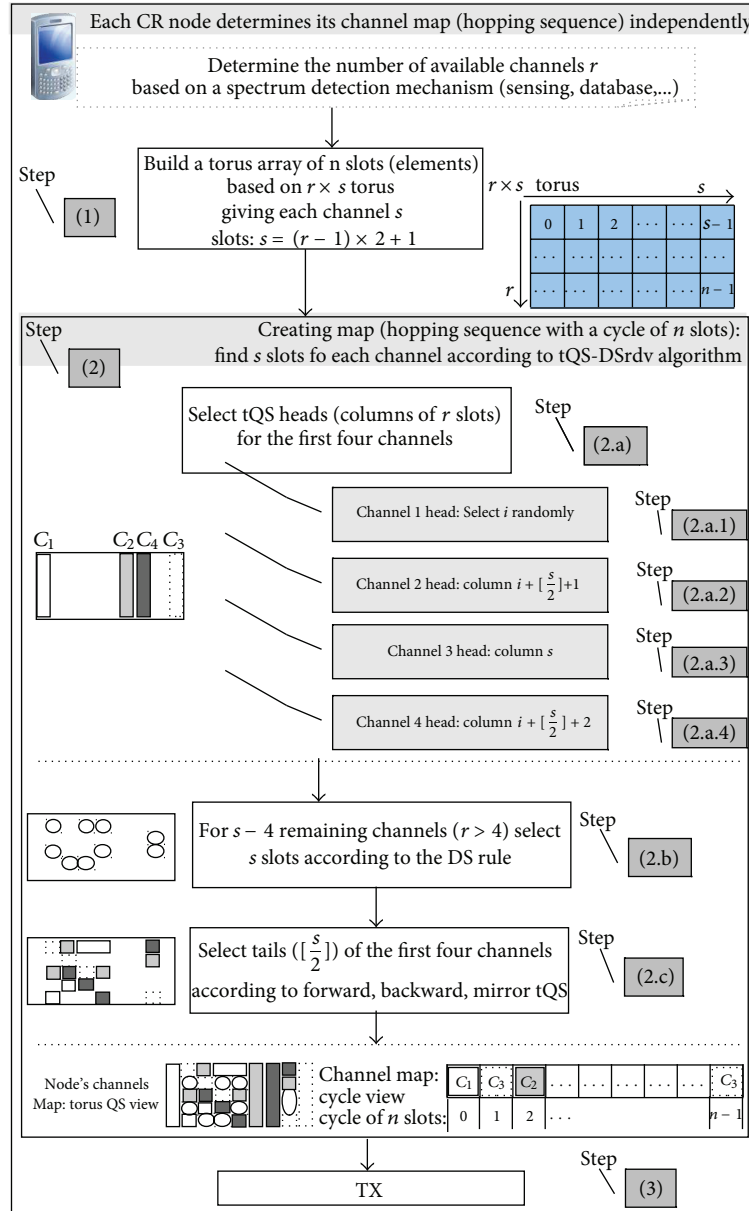 Each CR node determines its channel map (hopping sequence) independently
Determine the number of available channels r
based on a spectrum detection mechanism (sensing, database,...)
Step
(1)
Build a torus array of n slots (elements)
based on r × s torus
giving each channel s
slots: s = (r − 1) × 2 + 1
r × s torus s
0 1 2 ... ... s − 1
... ... ... ... ... ...
... ... ... ... ... n − 1
r
Step
(2)
Creating map (hopping sequence with a cycle of n slots):
find s slots fo each channel according to tQS-DSrdv algorithm
Select tQS heads (columns of r slots)
for the first four channels
Step
(2.a)
Channel 1 head: Select i randomly
Step
(2.a.1)
C1 C2 C4 C3
Channel 2 head: column i + [s/2]+1
Step
(2.a.2)
Channel 3 head: column s
Step
(2.a.3)
Channel 4 head: column i + [s/2] + 2
Step
(2.a.4)
For s − 4 remaining channels (r > 4) select
s slots according to the DS rule
Step
(2.b)
Select tails ([s/2]) of the first four channels
according to forward, backward, mirror tQS
Step
(2.c)
Node's channels
Map: torus QS view
Channel map:
cycle view
cycle of n slots:
C1 C3 C2 ... ... ... ... ... C3
0 1 2 ... n − 1
TX
Step
(3)